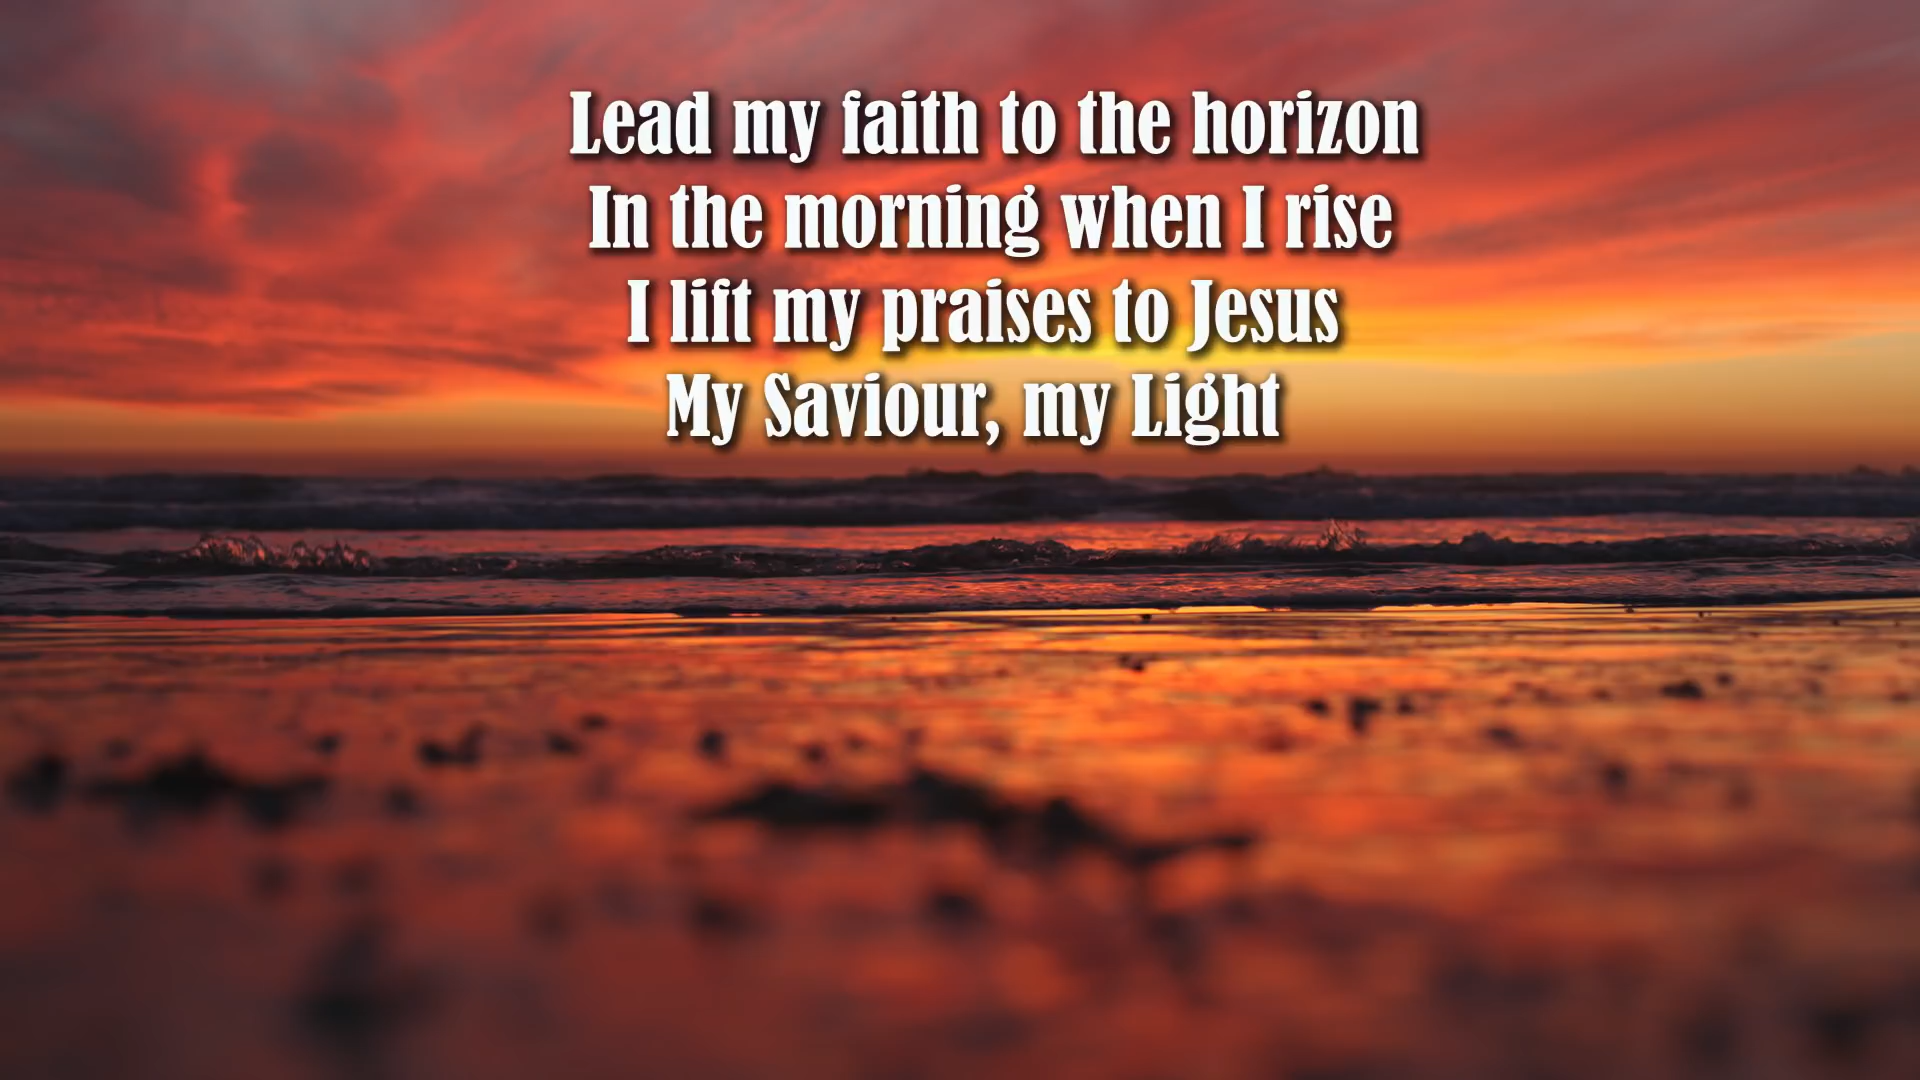 Lead my faith to the horizon
In the morning when I rise
I lift my praises to Jesus
My Saviour, my Light